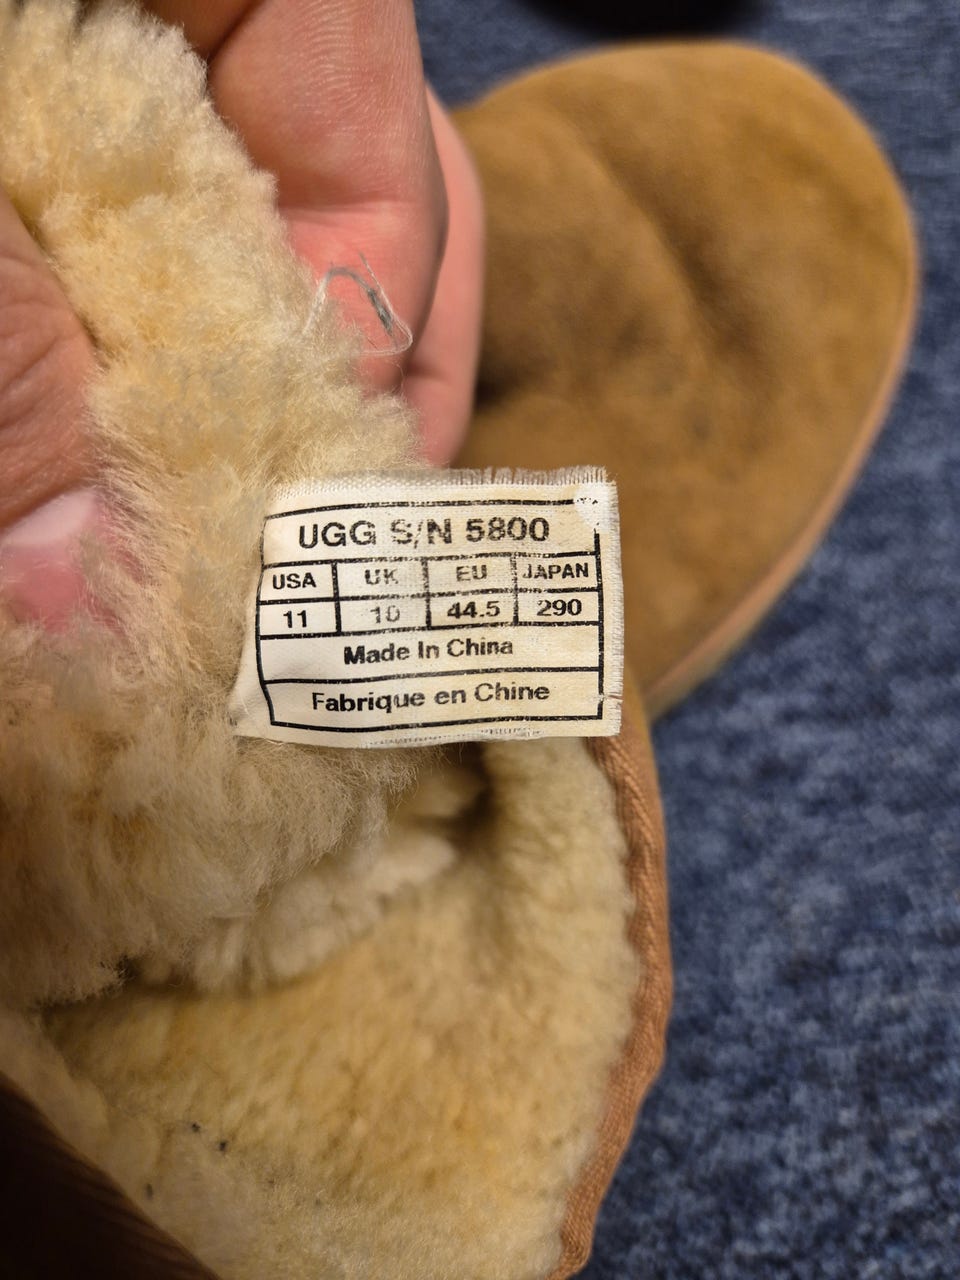 UGG S/N 5800
USA UK EU JAPAN
11 10 44.5 290
Made In China
Fabrique en Chine